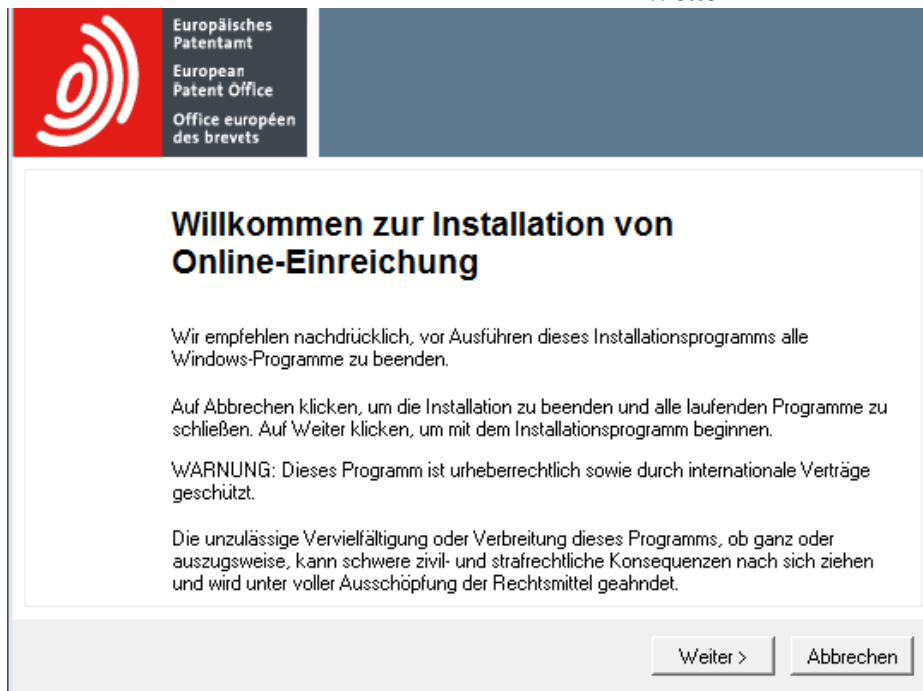 Europäisches
Patentamt
European
Patent Office
Office européen
des brevets
Willkommen zur Installation von
Online-Einreichung
Wir empfehlen nachdrücklich, vor Ausführen dieses Installationsprogramms alle
Windows-Programme zu beenden.
Auf Abbrechen klicken, um die Installation zu beenden und alle laufenden Programme zu
schließen. Auf Weiter klicken, um mit dem Installationsprogramm beginnen.
WARNUNG: Dieses Programm ist urheberrechtlich sowie durch internationale Verträge
geschützt.
Die unzulässige Vervielfältigung oder Verbreitung dieses Programms, ob ganz oder
auszugsweise, kann schwere zivil- und strafrechtliche Konsequenzen nach sich ziehen
und wird unter voller Ausschöpfung der Rechtsmittel geahndet.
Weiter >
Abbrechen